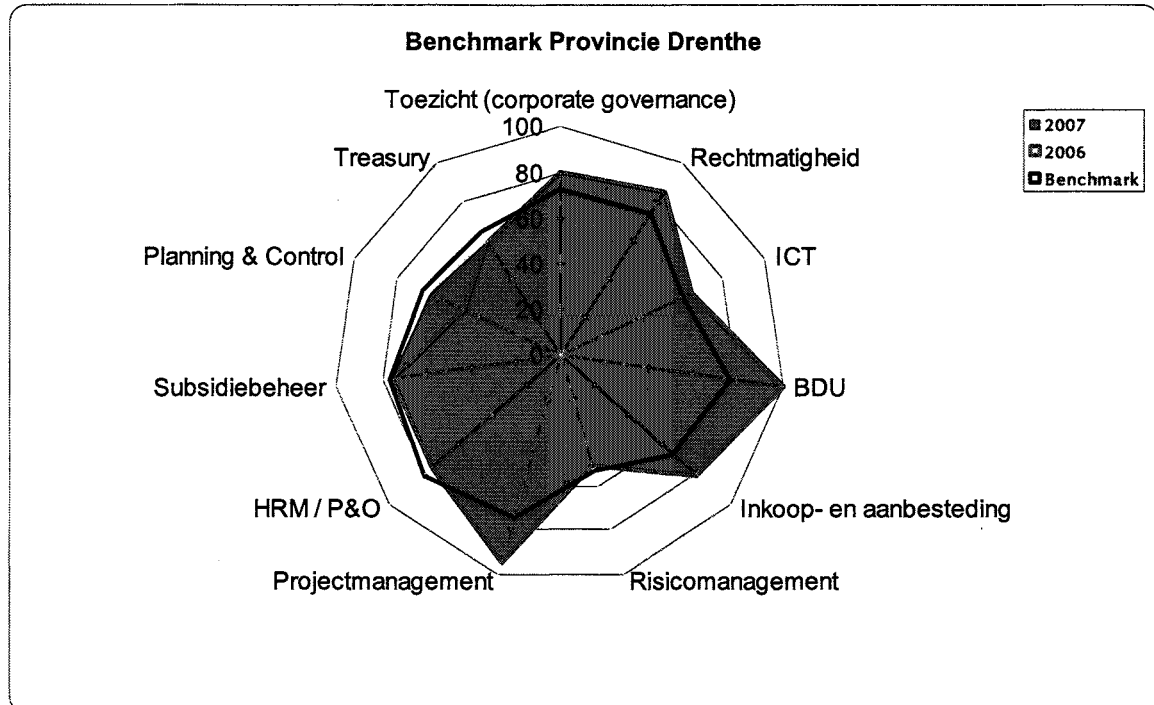 Benchmark Provincie Drenthe
Toezicht (corporate governance)
100
80
60
40
20
0
Rechtmatigheid
ICT
BDU
Inkoop- en aanbesteding
Risicomanagement
Projectmanagement
HRM / P&O
Subsidiebeheer
Planning & Control
Treasury
2007
2006
Benchmark